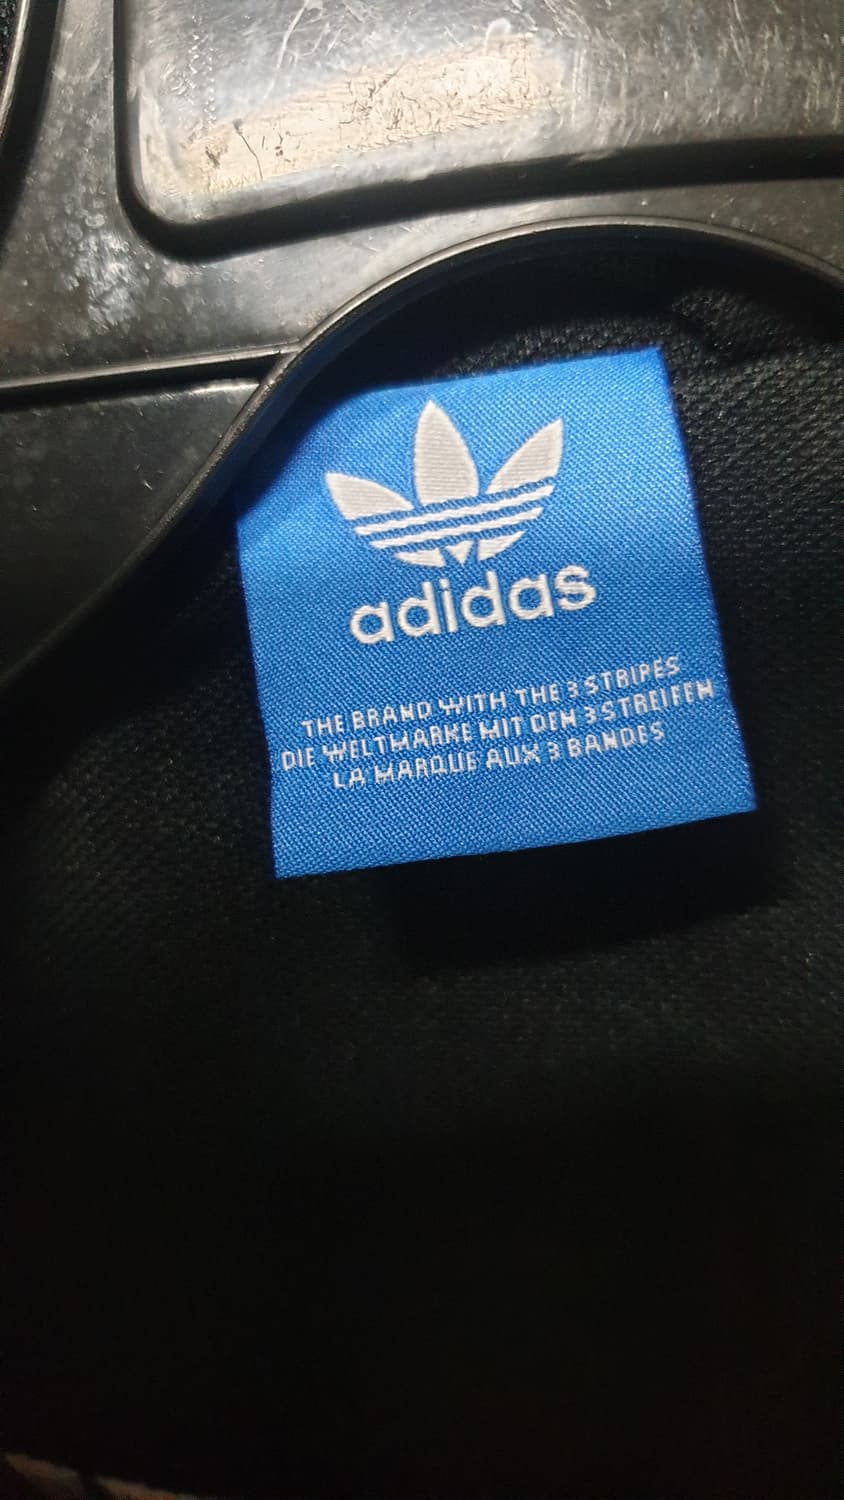 adidas
THE BRAND WITH THE 3 STRIPES
DIE WELTMARKE MIT DEN 3 STREIFEN
LA MARQUE AUX 3 BANDES